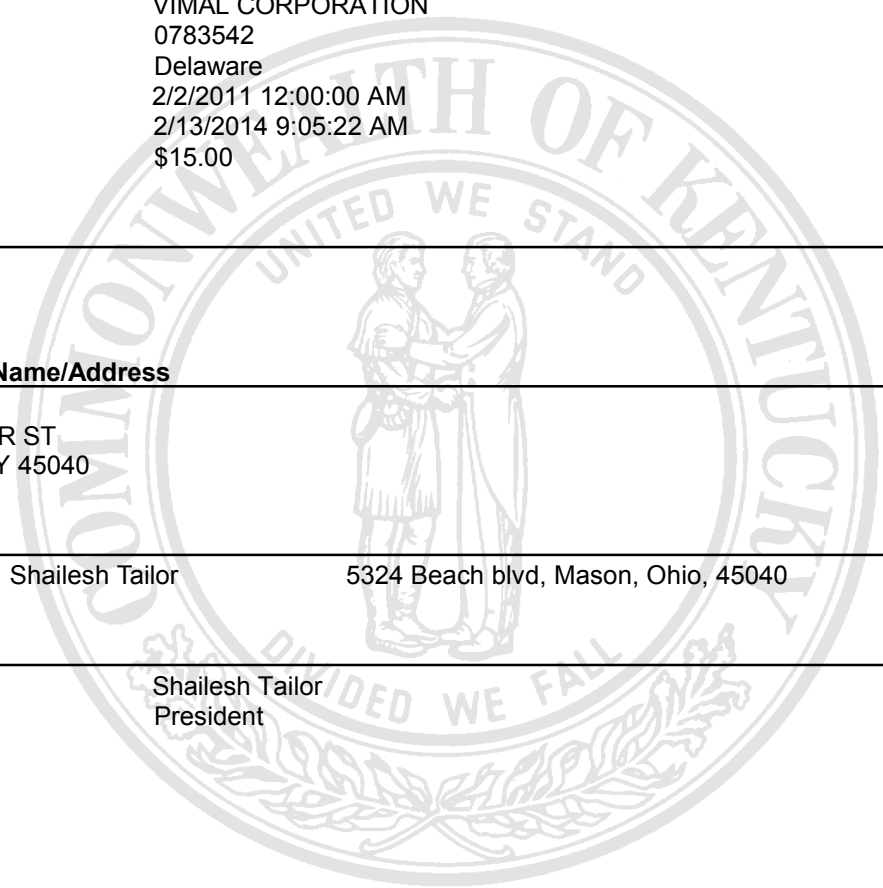 VIMAL CORPORATION
0783542
Delaware
2/2/2011 12:00:00 AM
2/13/2014 9:05:22 AM
$15.00
COMMONWEALTH OF KENTUCKY
UNITED WE STAND
Name/Address
R ST
Y 45040
Shailesh Tailor 5324 Beach blvd, Mason, Ohio, 45040
DIVIDED WE FALL
Shailesh Tailor
President